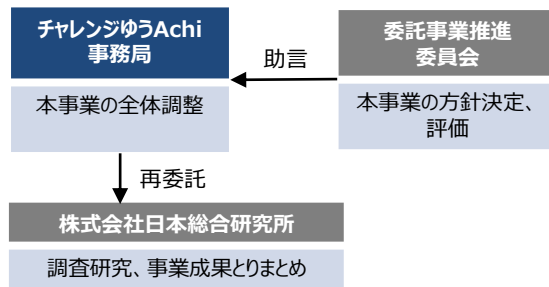 チャレンジゆうAchi
事務局
本事業の全体調整
助言
委託事業推進
委員会
本事業の方針決定、
評価
再委託
株式会社日本総合研究所
調査研究、事業成果とりまとめ